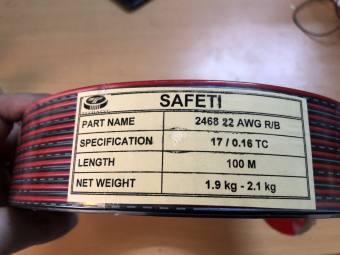 SAFETI
PART NAME 2468 22 AWG R/B
SPECIFICATION 17 / 0.16 TC
LENGTH 100 M
NET WEIGHT 1.9 kg - 2.1 kg